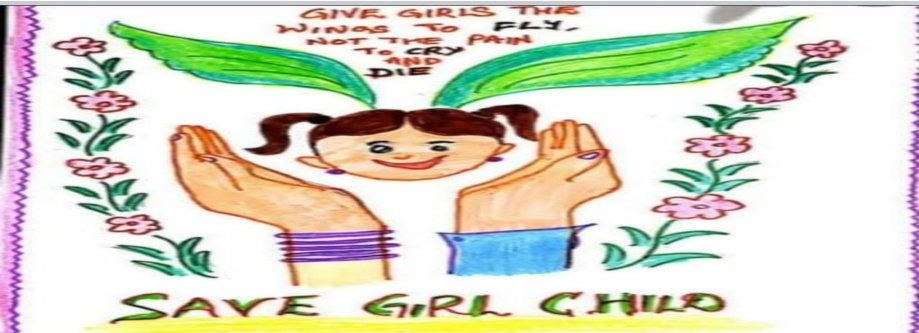 GIVE GIRLS THE
WINGS TO FLY,
NOT THE PAIN
TO CRY
AND
DIE
SAVE GIRL CHILD